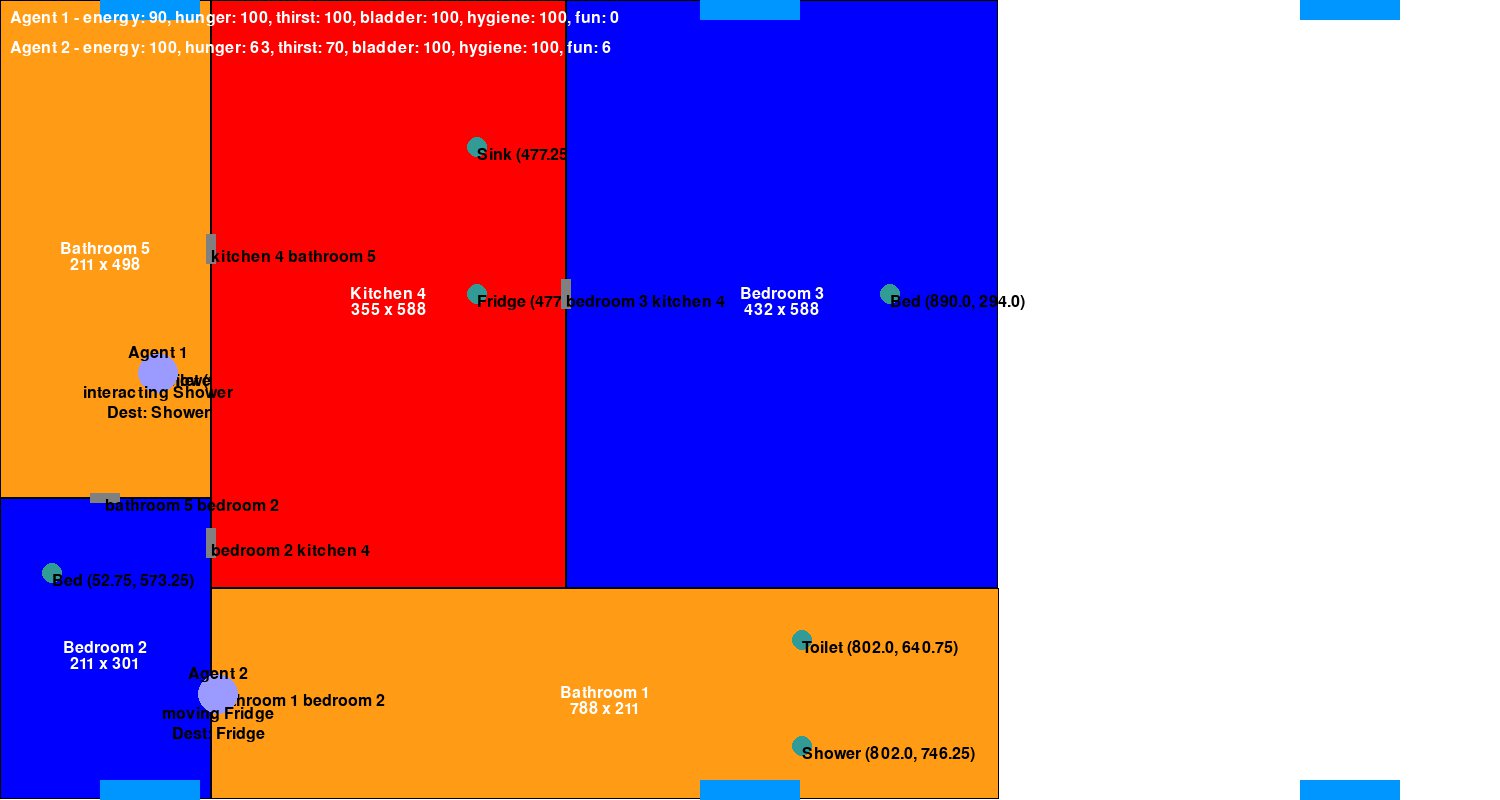 Agent 1 - energy: 90, hunger: 100, thirst: 100, bladder: 100, hygiene: 100, fun: 0
Agent 2 - energy: 100, hunger: 63, thirst: 70, bladder: 100, hygiene: 100, fun: 6
Sink (477.25
Bathroom 5
211 x 498
kitchen 4 bathroom 5
Kitchen 4
355 x 588
Fridge (477
bedroom 3 kitchen 4
Bedroom 3
432 x 588
Bed (890.0, 294.0)
Agent 1
interacting Shower
Dest: Shower
bathroom 5 bedroom 2
bedroom 2 kitchen 4
Bed (52.75, 573.25)
Bedroom 2
211 x 301
Toilet (802.0, 640.75)
Agent 2
1 bedroom 2
moving Fridge
Dest: Fridge
Bathroom 1
788 x 211
Shower (802.0, 746.25)